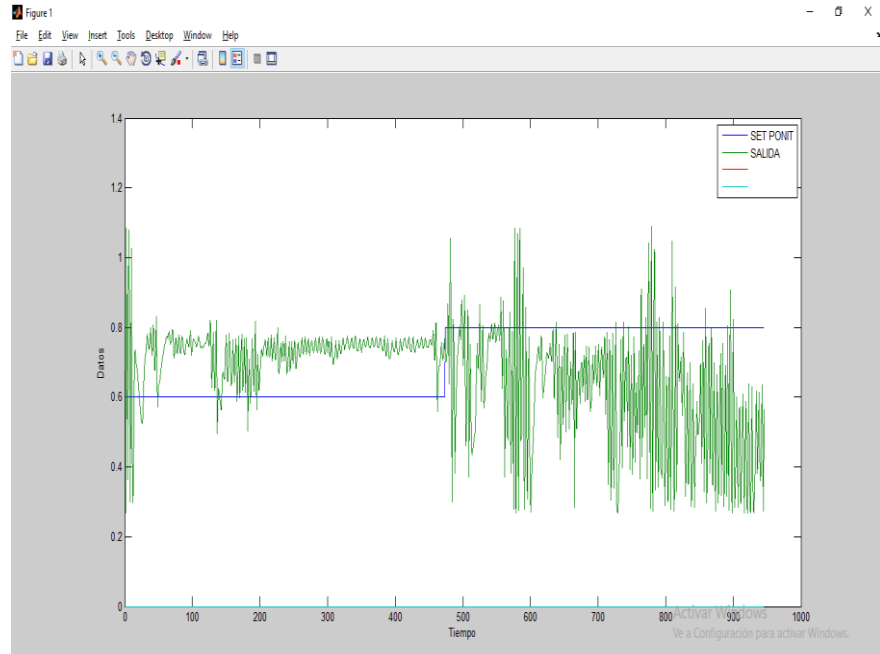 Figure 1
File Edit View Insert Tools Desktop Window Help
SET PONIT
SALIDA
1.4
1.2
1
0.8
0.6
0.4
0.2
0
Datos
0 100 200 300 400 500 600 700 800 900 1000
Tiempo
Activar Windows
Ve a Configuración para activar Windows.